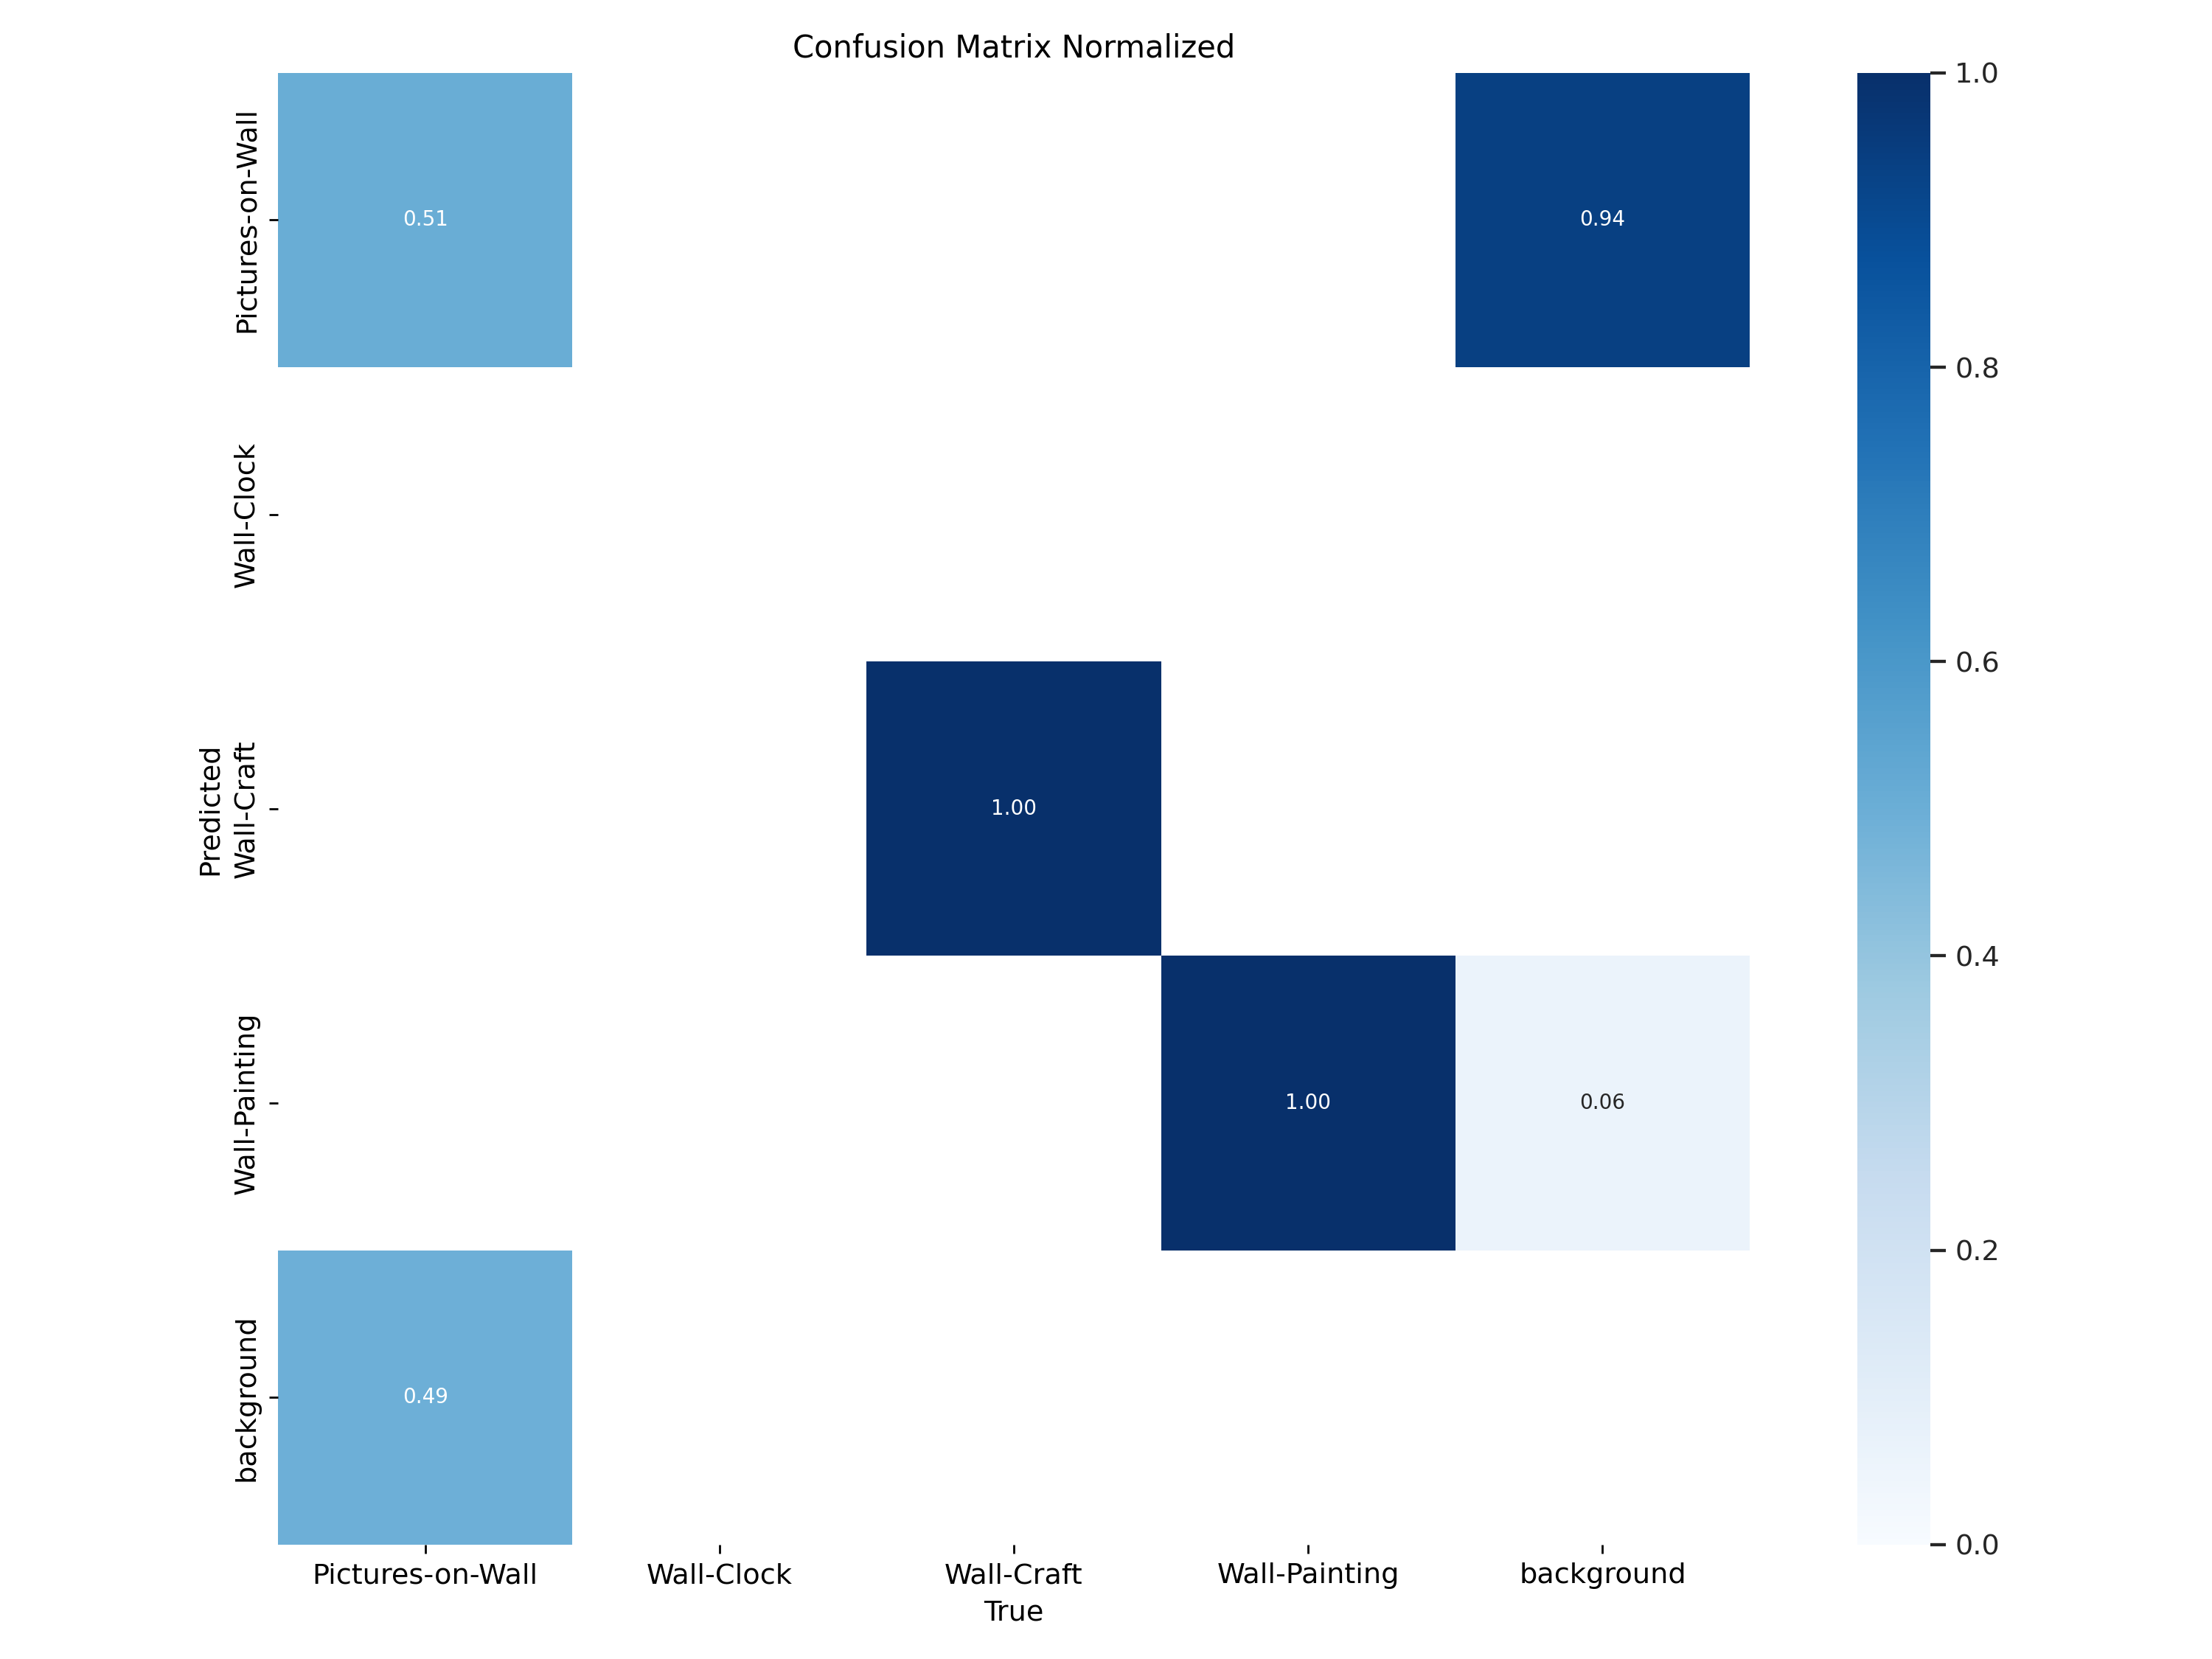 Confusion Matrix Normalized
Pictures-on-Wall
Wall-Clock
Wall-Craft
Wall-Painting
background
Predicted
0.51
0.94
1.00
1.00
0.06
0.49
Pictures-on-Wall
Wall-Clock
Wall-Craft
Wall-Painting
background
True
1.0
0.8
0.6
0.4
0.2
0.0